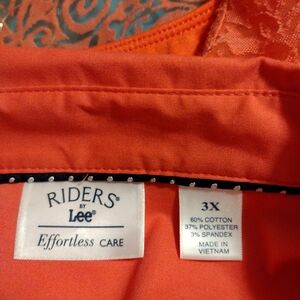 RIDERS®
BY
Lee®
Effortless CARE
3X
60% COTTON
37% POLYESTER
3% SPANDEX
MADE IN
VIETNAM